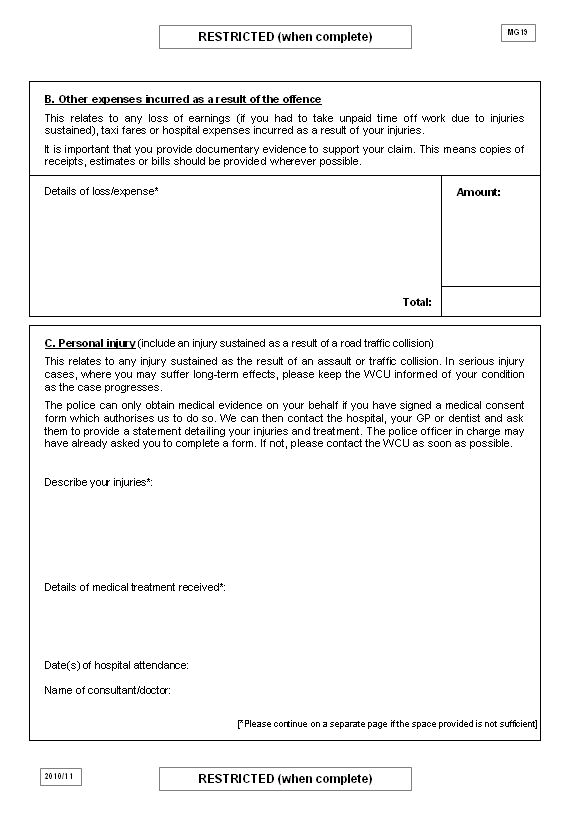 RESTRICTED (when complete)
MG19
B. Other expenses incurred as a result of the offence
This relates to any loss of earnings (if you had to take unpaid time off work due to injuries
sustained), taxi fares or hospital expenses incurred as a result of your injuries.
It is important that you provide documentary evidence to support your claim. This means copies of
receipts, estimates or bills should be provided wherever possible.
Details of loss/expense*
Amount:
Total:
C. Personal injury (include an injury sustained as a result of a road traffic collision)
This relates to any injury sustained as the result of an assault or traffic collision. In serious injury
cases, where you may suffer long-term effects, please keep the WCU informed of your condition
as the case progresses.
The police can only obtain medical evidence on your behalf if you have signed a medical consent
form which authorises us to do so. We can then contact the hospital, your GP or dentist and ask
them to provide a statement detailing your injuries and treatment. The police officer in charge may
have already asked you to complete a form. If not, please contact the WCU as soon as possible.
Describe your injuries*:
Details of medical treatment received*:
Date(s) of hospital attendance:
Name of consultant/doctor:
[*Please continue on a separate page if the space provided is not sufficient]
2010/11
RESTRICTED (when complete)